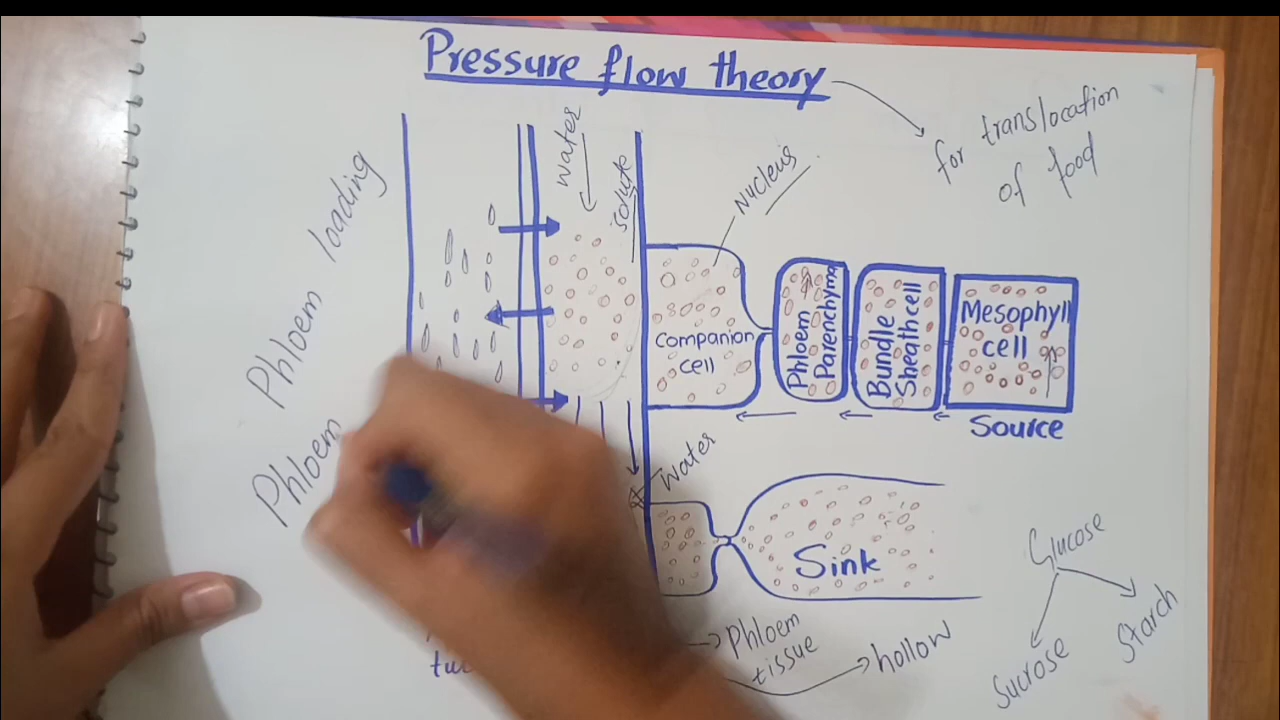 Pressure flow theory
for translocation
of food
water
solute
Nucleus
Phloem loading
Phloem
Companion
cell
Phloem
Parenchyma
Bundle
Sheath cell
Mesophyll
cell
Source
water
Sink
Glucose
Sucrose
Starch
Phloem
tissue
hollow